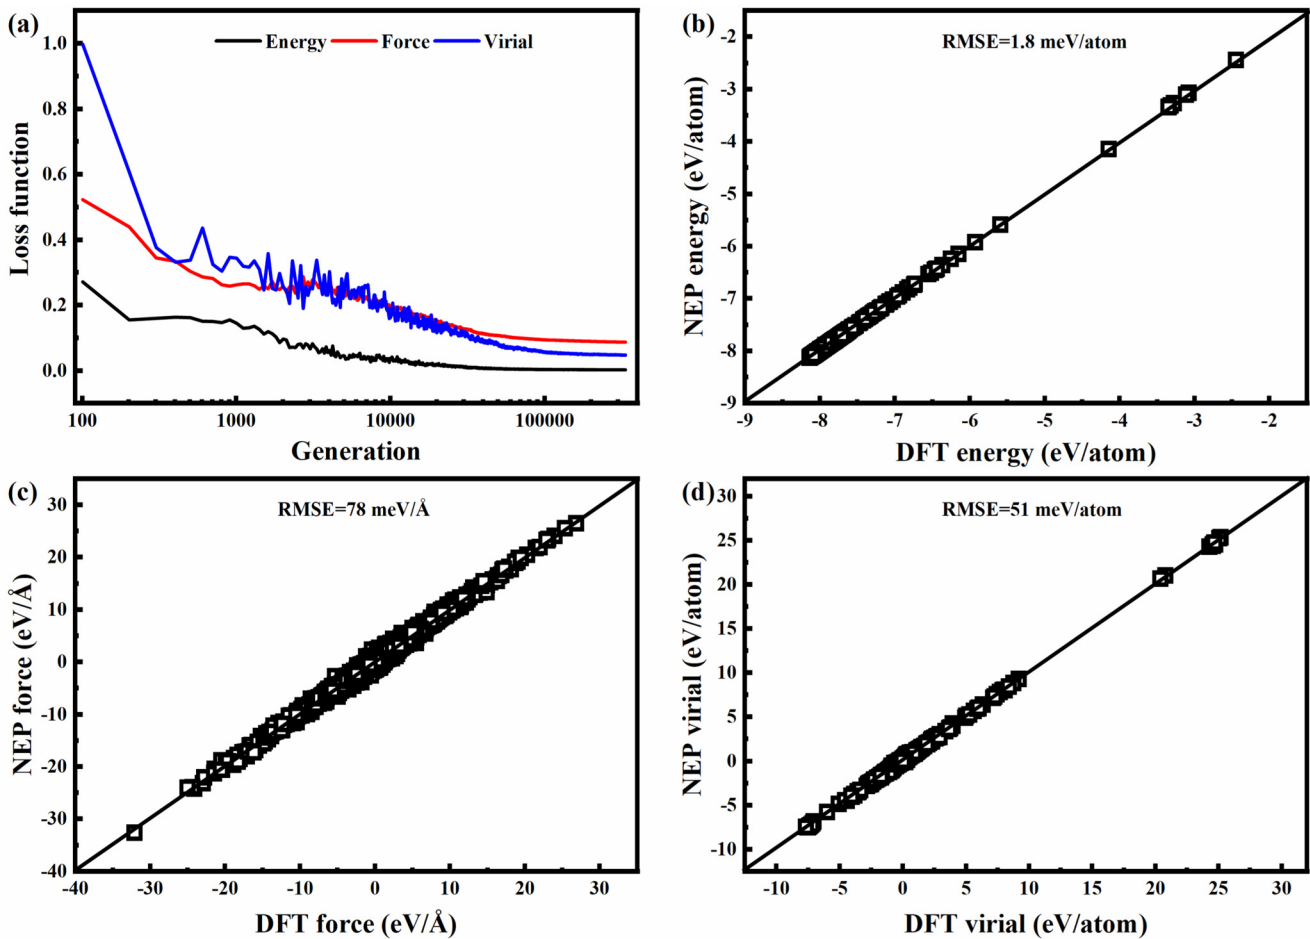 (a)
Energy Force Virial
1.0
0.8
0.6
0.4
0.2
0.0
Loss function
100 1000 10000 100000
Generation
(b)
RMSE=1.8 meV/atom
-2
-3
-4
-5
-6
-7
-8
-9
NEP energy (eV/atom)
-9 -8 -7 -6 -5 -4 -3 -2
DFT energy (eV/atom)
(c)
RMSE=78 meV/Å
30
20
10
0
-10
-20
-30
-40
NEP force (eV/Å)
-40 -30 -20 -10 0 10 20 30
DFT force (eV/Å)
(d)
RMSE=51 meV/atom
30
25
20
15
10
5
0
-5
-10
NEP virial (eV/atom)
-10 -5 0 5 10 15 20 25 30
DFT virial (eV/atom)